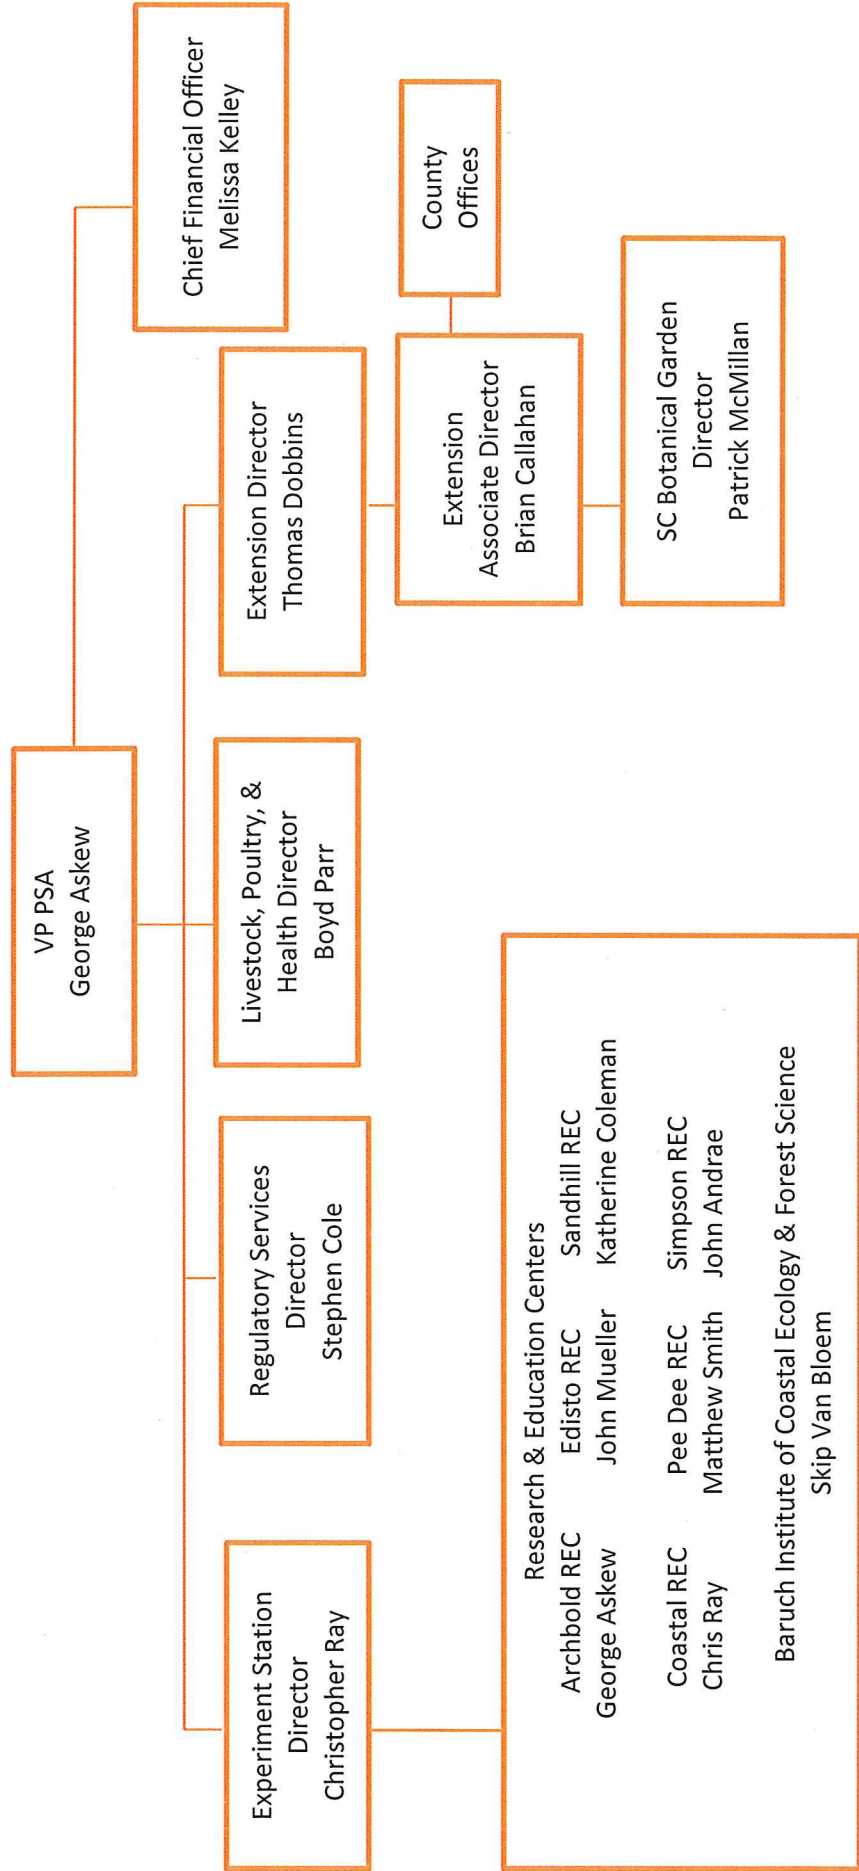 VP PSA
George Askew
Chief Financial Officer
Melissa Kelley
Experiment Station
Director
Christopher Ray
Regulatory Services
Director
Stephen Cole
Livestock, Poultry, &
Health Director
Boyd Parr
Extension Director
Thomas Dobbins
Extension
Associate Director
Brian Callahan
County
Offices
SC Botanical Garden
Director
Patrick McMillan
Research & Education Centers
Archbold REC
George Askew
Edisto REC
John Mueller
Sandhill REC
Katherine Coleman
Coastal REC
Chris Ray
Pee Dee REC
Matthew Smith
Simpson REC
John Andrae
Baruch Institute of Coastal Ecology & Forest Science
Skip Van Bloem